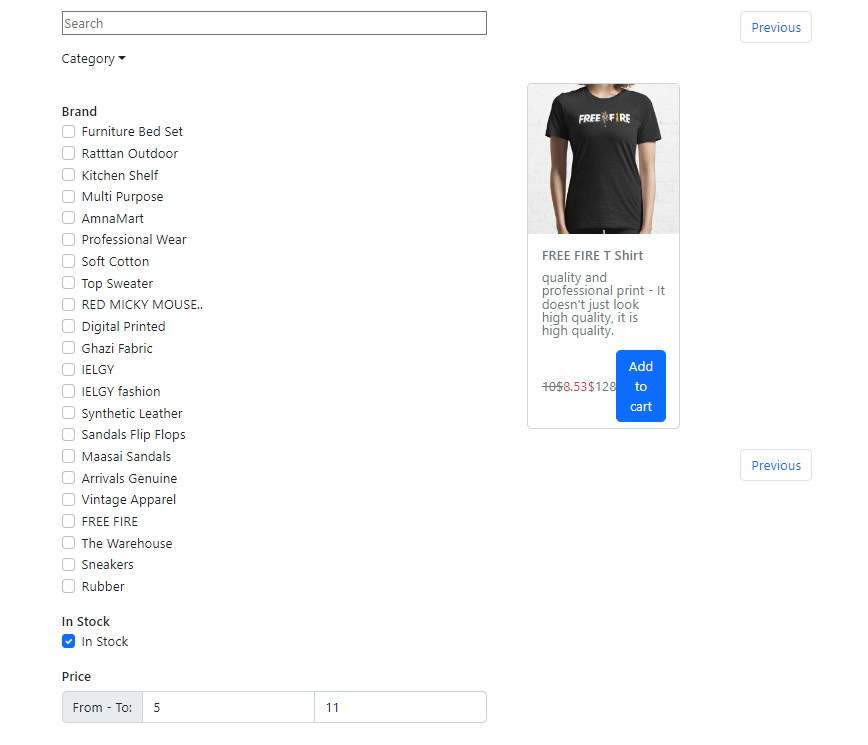 Search
Previous
Category
Brand
Furniture Bed Set
Ratttan Outdoor
Kitchen Shelf
Multi Purpose
AmnaMart
Professional Wear
Soft Cotton
Top Sweater
RED MICKY MOUSE..
Digital Printed
Ghazi Fabric
IELGY
IELGY fashion
Synthetic Leather
Sandals Flip Flops
Maasai Sandals
Arrivals Genuine
Vintage Apparel
FREE FIRE
The Warehouse
Sneakers
Rubber
In Stock
In Stock
Price
From - To: 5 11
FREE FIRE
FREE FIRE T Shirt
quality and
professional print - It
doesn't just look
high quality, it is
high quality.
10$8.53$128
Add
to
cart
Previous